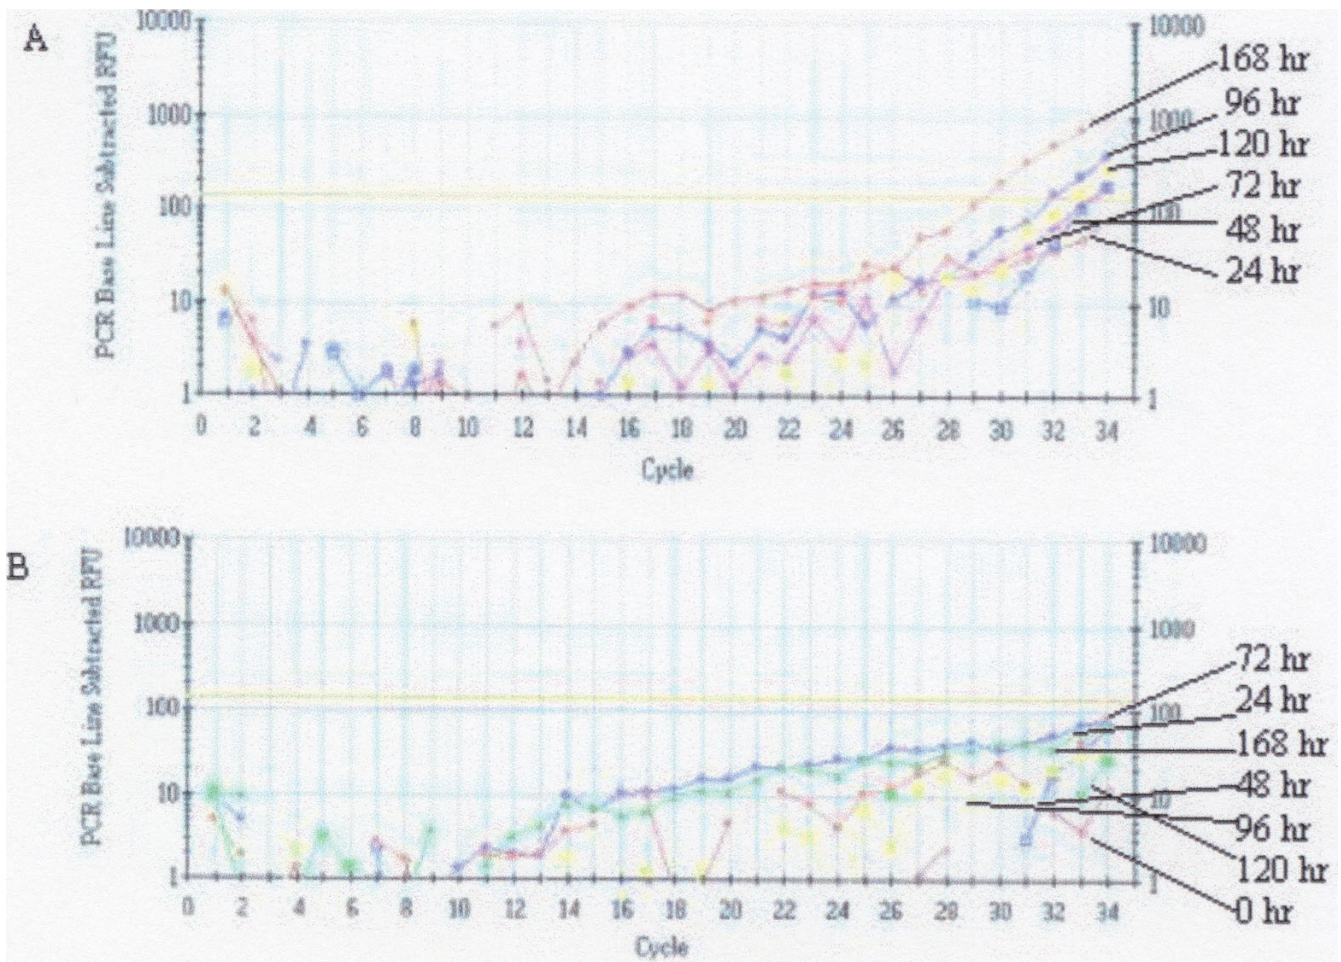 A
PCR Base Line Subtracted RFU
10000
1000
100
10
1
0 2 4 6 8 10 12 14 16 18 20 22 24 26 28 30 32 34
Cycle
10000
1000
100
10
1
168 hr
96 hr
120 hr
72 hr
48 hr
24 hr
B
PCR Base Line Subtracted RFU
10000
1000
100
10
1
0 2 4 6 8 10 12 14 16 18 20 22 24 26 28 30 32 34
Cycle
10000
1000
100
10
1
72 hr
24 hr
168 hr
48 hr
96 hr
120 hr
0 hr